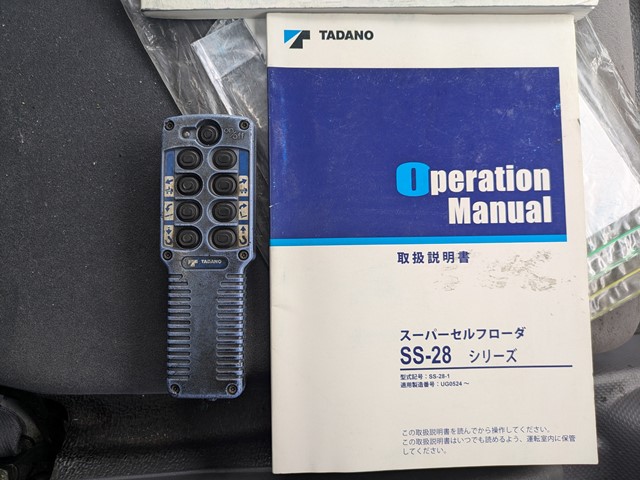 TADANO
Operation
Manual
取扱説明書
スーパーセルフローダ
SS-28 シリーズ
型式記号：SS-28-1
適用製造番号：UG0524 ～
この取扱説明書を読んでから操作してください。
この取扱説明書はいつでも読めるよう、運転室内に保管
してください。
TADANO